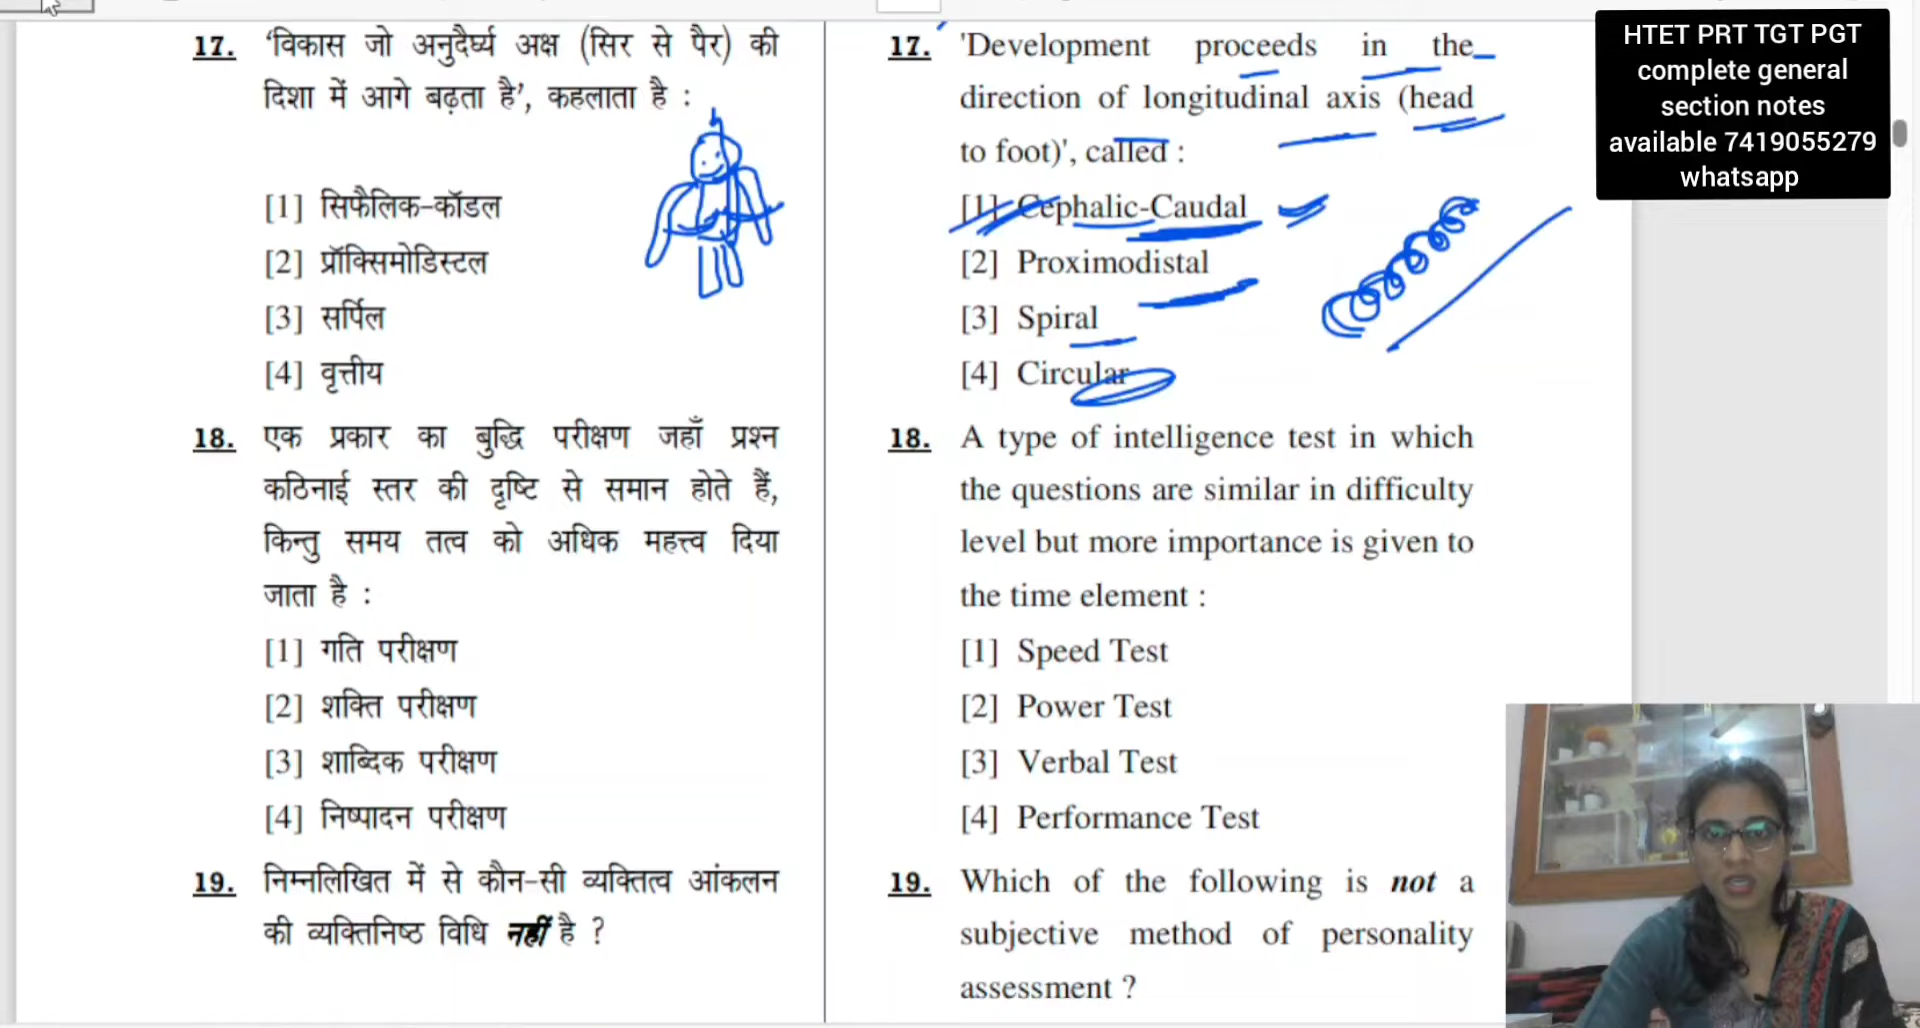 17. 'विकास जो अनुदैर्घ्य अक्ष (सिर से पैर) की
दिशा में आगे बढ़ता है', कहलाता है :
[1] सिफैलिक-कॉडल
[2] प्रॉक्सिमोडिस्टल
[3] सर्पिल
[4] वृत्तीय
18. एक प्रकार का बुद्धि परीक्षण जहाँ प्रश्न
कठिनाई स्तर की दृष्टि से समान होते हैं,
किन्तु समय तत्व को अधिक महत्त्व दिया
जाता है :
[1] गति परीक्षण
[2] शक्ति परीक्षण
[3] शाब्दिक परीक्षण
[4] निष्पादन परीक्षण
19. निम्नलिखित में से कौन-सी व्यक्तित्व आंकलन
की व्यक्तिनिष्ठ विधि नहीं है ?
17. 'Development proceeds in the
direction of longitudinal axis (head
to foot)', called :
[1] Cephalic-Caudal
[2] Proximodistal
[3] Spiral
[4] Circular
18. A type of intelligence test in which
the questions are similar in difficulty
level but more importance is given to
the time element :
[1] Speed Test
[2] Power Test
[3] Verbal Test
[4] Performance Test
19. Which of the following is not a
subjective method of personality
assessment ?
HTET PRT TGT PGT
complete general
section notes
available 7419055279
whatsapp